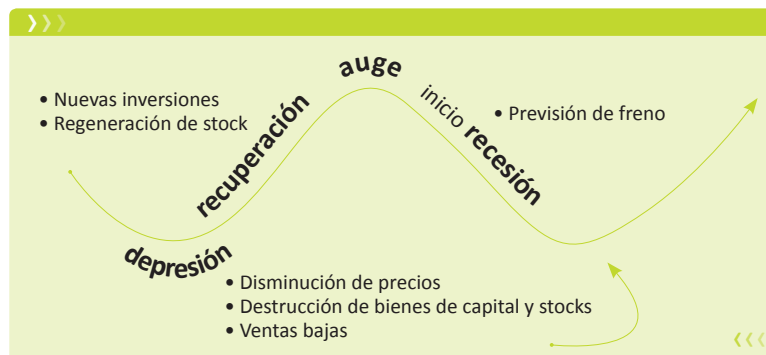 auge
• Nuevas inversiones
• Regeneración de stock
recuperación
inicio recesión
• Previsión de freno
depresión
• Disminución de precios
• Destrucción de bienes de capital y stocks
• Ventas bajas